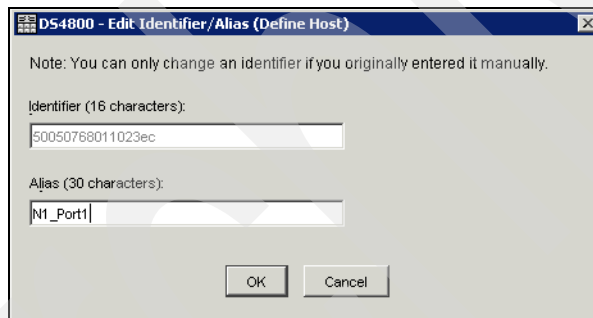 DS4800 - Edit Identifier/Alias (Define Host)
Note: You can only change an identifier if you originally entered it manually.
Identifier (16 characters):
50050768011023ec
Alias (30 characters):
N1_Port1
OK Cancel